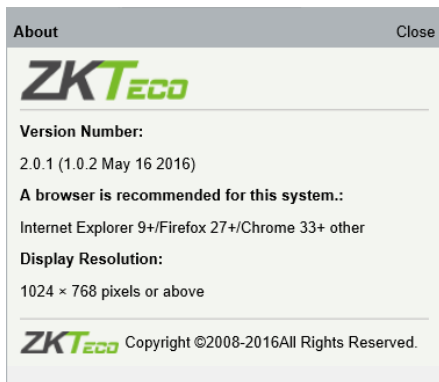 About Close
ZKTECO
Version Number:
2.0.1 (1.0.2 May 16 2016)
A browser is recommended for this system.:
Internet Explorer 9+/Firefox 27+/Chrome 33+ other
Display Resolution:
1024 × 768 pixels or above
ZKTECO Copyright ©2008-2016All Rights Reserved.